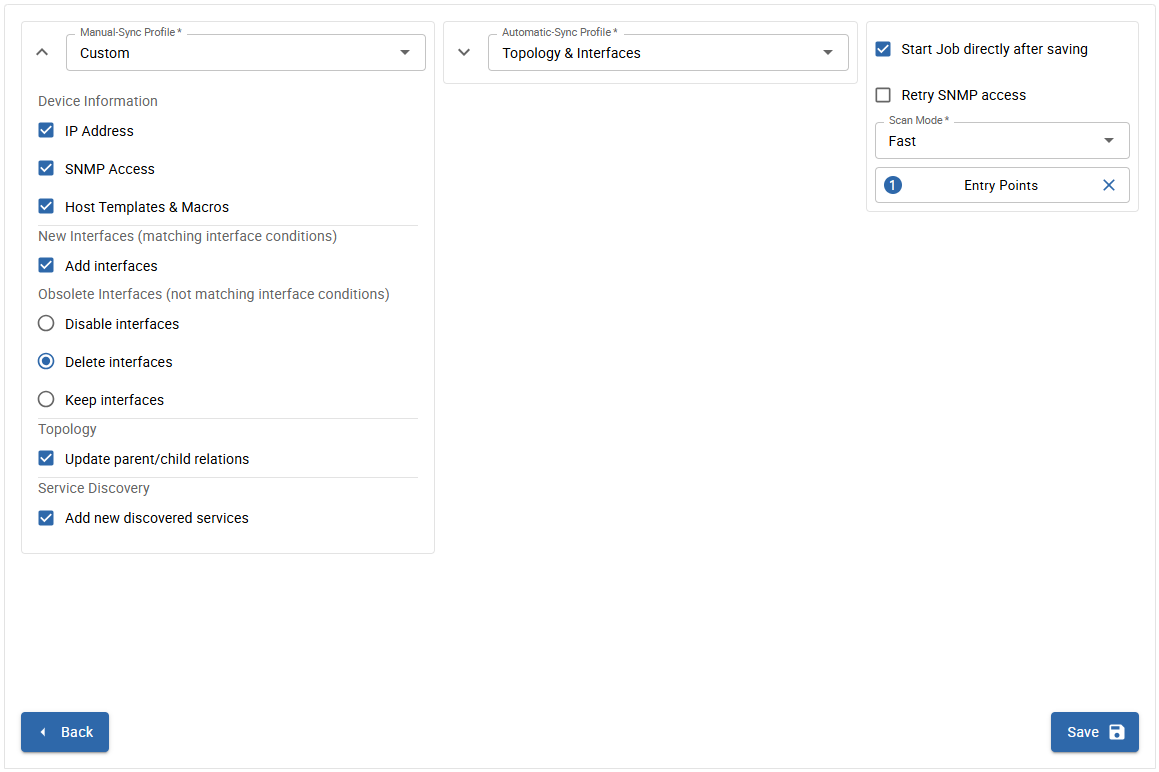 Manual-Sync Profile *
Custom
Device Information
IP Address
SNMP Access
Host Templates & Macros
New Interfaces (matching interface conditions)
Add interfaces
Obsolete Interfaces (not matching interface conditions)
Disable interfaces
Delete interfaces
Keep interfaces
Topology
Update parent/child relations
Service Discovery
Add new discovered services
Automatic-Sync Profile *
Topology & Interfaces
Start Job directly after saving
Retry SNMP access
Scan Mode *
Fast
1 Entry Points
Back
Save